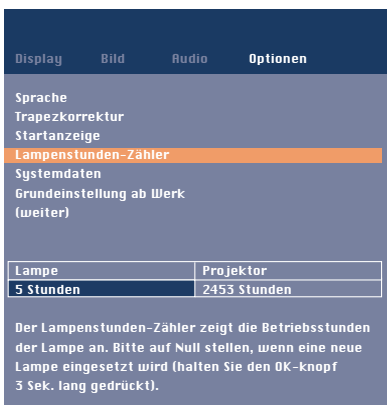 Display Bild Audio Optionen
Sprache
Trapezkorrektur
Startanzeige
Lampenstunden-Zähler
Systemdaten
Grundeinstellung ab Werk
(weiter)
Lampe Projektor
5 Stunden 2453 Stunden
Der Lampenstunden-Zähler zeigt die Betriebsstunden
der Lampe an. Bitte auf Null stellen, wenn eine neue
Lampe eingesetzt wird (halten Sie den OK-knopf
3 Sek. lang gedrückt).